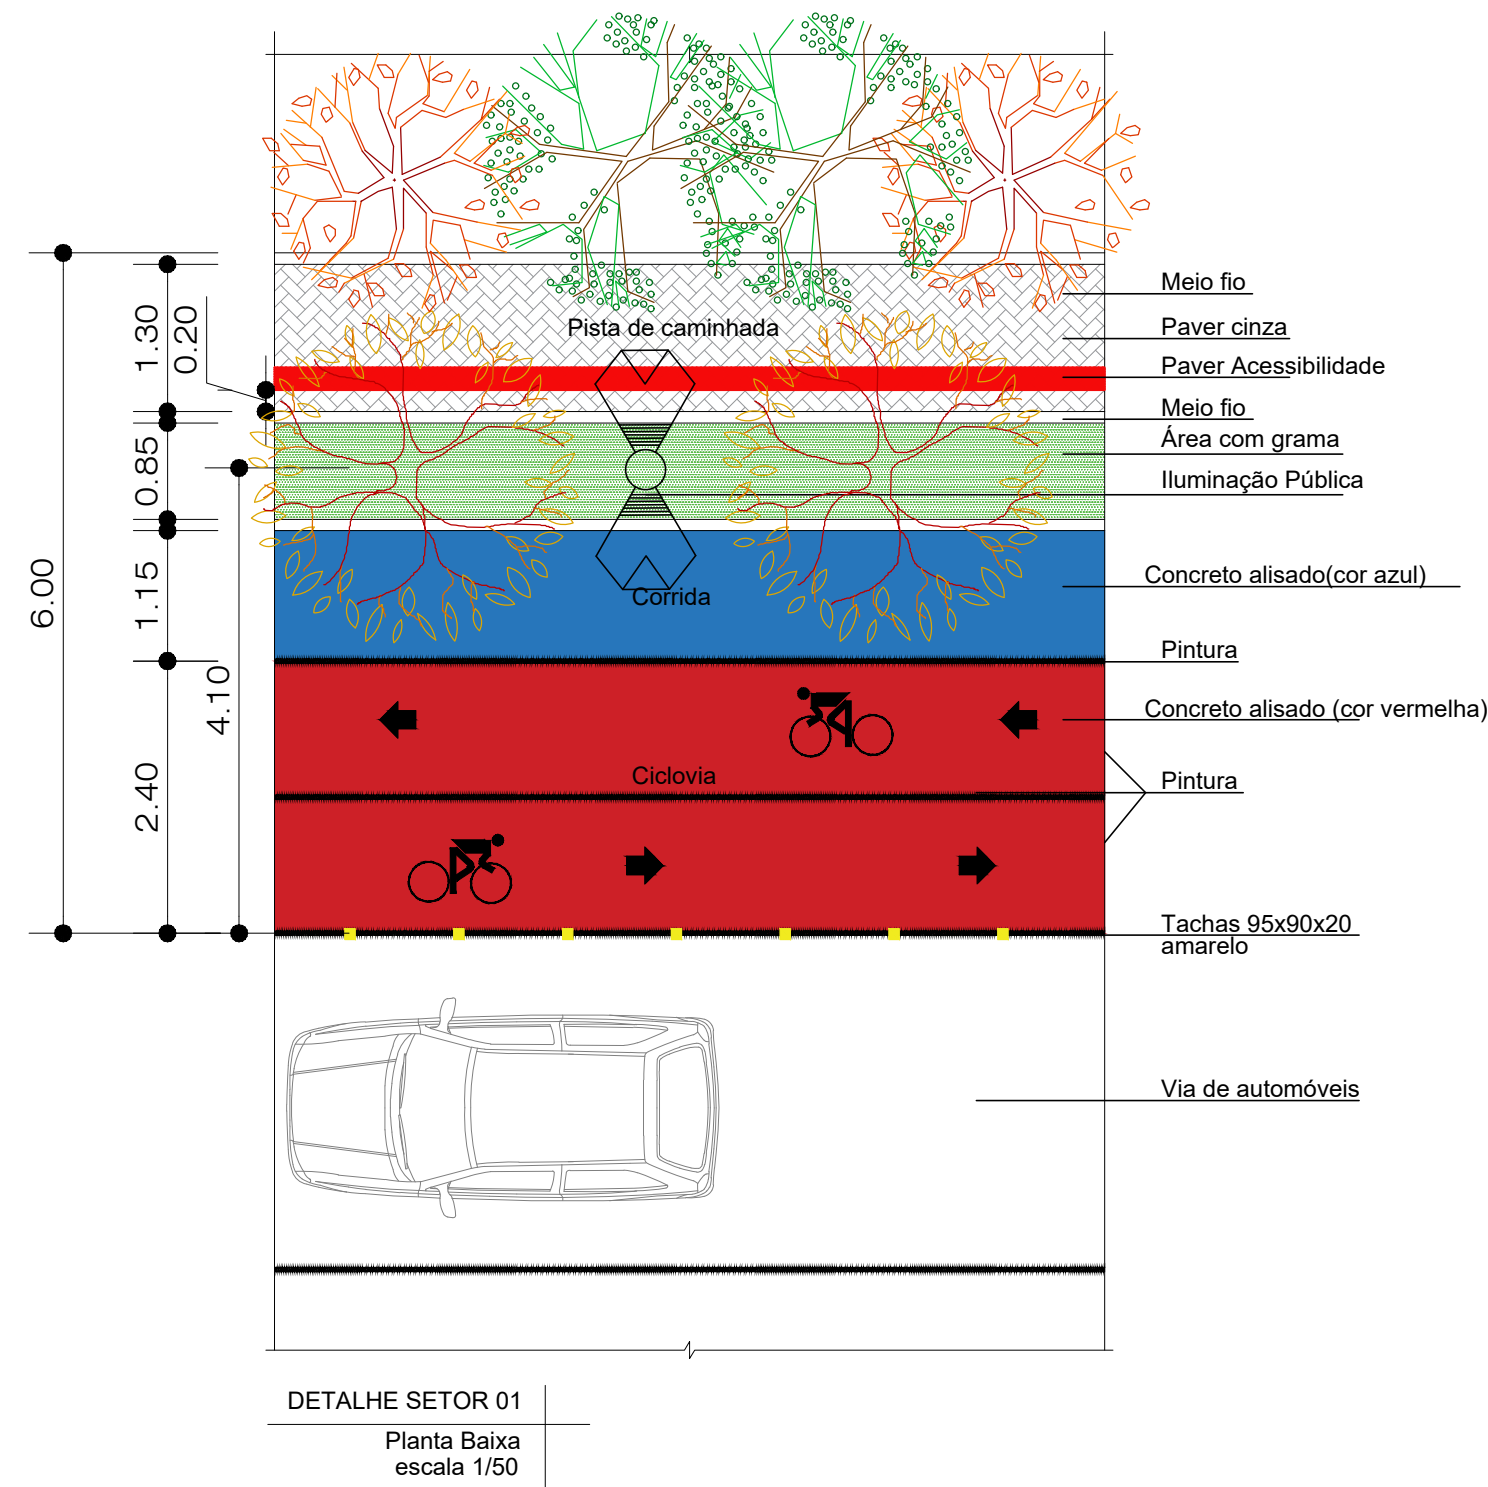 Meio fio
1.30
0.20
Pista de caminhada
Paver cinza
Paver Acessibilidade
Meio fio
Área com grama
0.85
Iluminação Pública
6.00
1.15
Corrida
Concreto alisado(cor azul)
Pintura
4.10
Concreto alisado (cor vermelha)
2.40
Ciclovia
Pintura
Tachas 95x90x20
amarelo
Via de automóveis
DETALHE SETOR 01
Planta Baixa
escala 1/50